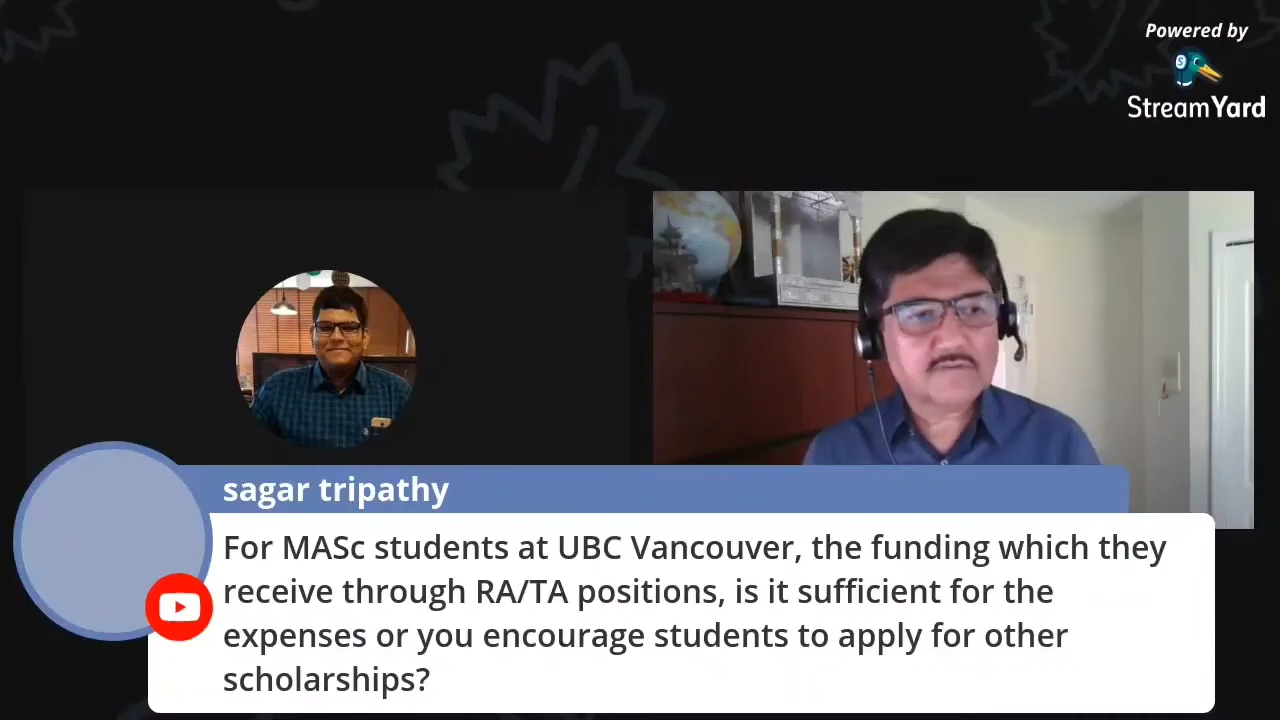 Powered by
StreamYard
sagar tripathy
For MASc students at UBC Vancouver, the funding which they
receive through RA/TA positions, is it sufficient for the
expenses or you encourage students to apply for other
scholarships?